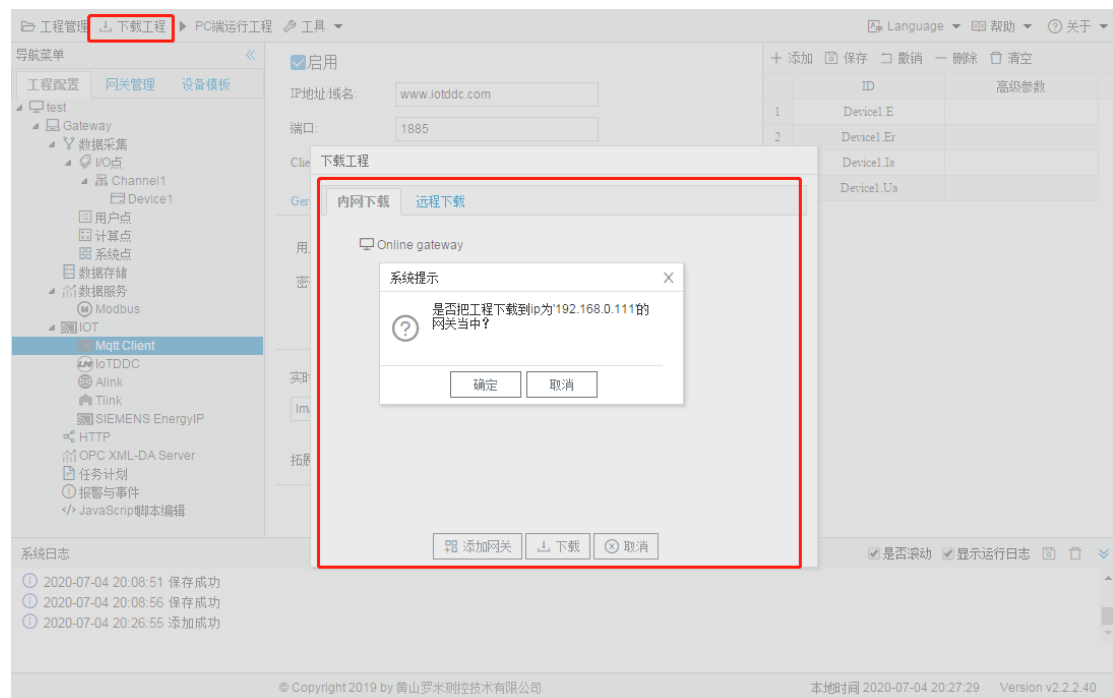 工程管理 下载工程 PC端运行工程 工具 Language 帮助 关于
导航菜单
工程配置 网关管理 设备模板
test
Gateway
数据采集
I/O点
Channel1
Device1
用户点
计算点
系统点
数据存储
数据服务
Modbus
IOT
Mqtt Client
IoTDDC
Alink
Tlink
SIEMENS EnergyIP
HTTP
OPC XML-DA Server
任务计划
报警与事件
JavaScrip脚本编辑
启用
IP地址/域名: www.iotddc.com
端口: 1885
Che
Gen
用
密
实时
Im
拓展
添加 保存 撤销 删除 清空
ID 高级参数
1 Device1.E
2 Device1.Er
Device1.Ia
Device1.Ua
下载工程
内网下载 远程下载
Online gateway
系统提示
是否把工程下载到ip为'192.168.0.111'的
网关当中?
确定 取消
添加网关 下载 取消
系统日志 是否滚动 显示运行日志
2020-07-04 20:08:51 保存成功
2020-07-04 20:08:56 保存成功
2020-07-04 20:26:55 添加成功
© Copyright 2019 by 黄山罗米测控技术有限公司 本地时间 2020-07-04 20:27:29 Version v2.2.2.40